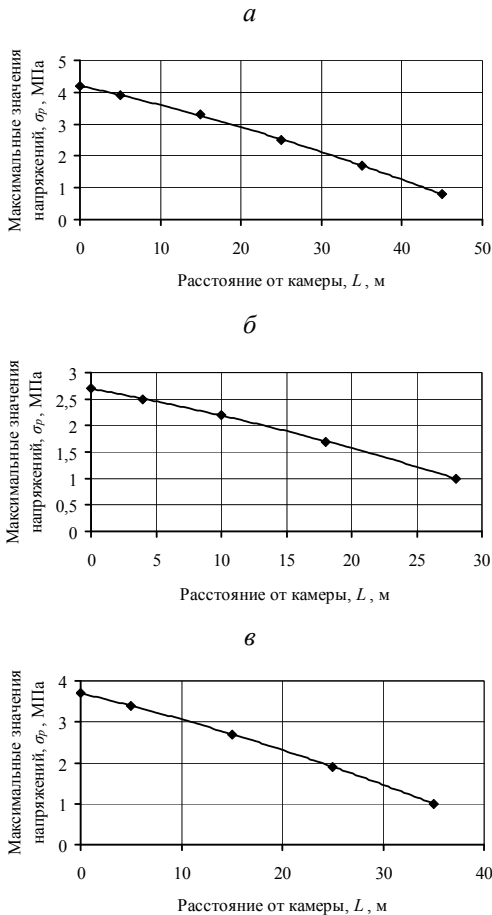 а
Максимальные значения
напряжений, σр, МПа
5
4
3
2
1
0
0 10 20 30 40 50
Расстояние от камеры, L , м
б
Максимальные значения
напряжений, σр, МПа
3
2,5
2
1,5
1
0,5
0
0 5 10 15 20 25 30
Расстояние от камеры, L , м
в
Максимальные значения
напряжений, σр, МПа
4
3
2
1
0
0 10 20 30 40
Расстояние от камеры, L , м